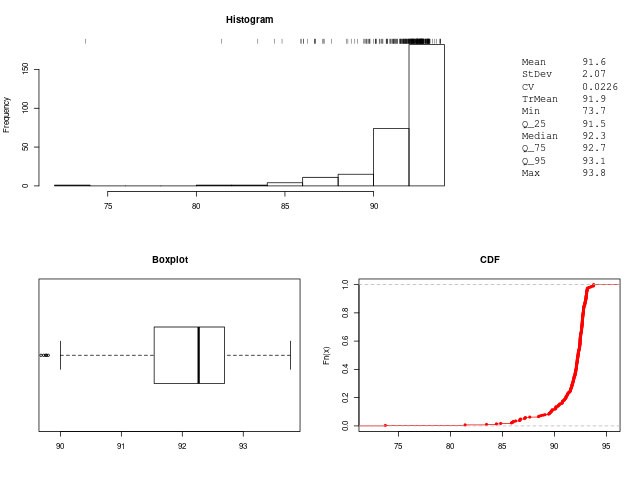 Histogram
Frequency
0 50 100 150
75 80 85 90
Mean 91.6
StDev 2.07
CV 0.0226
TrMean 91.9
Min 73.7
Q_25 91.5
Median 92.3
Q_75 92.7
Q_95 93.1
Max 93.8
Boxplot
90 91 92 93
CDF
Fn(x)
0.0 0.2 0.4 0.6 0.8 1.0
75 80 85 90 95